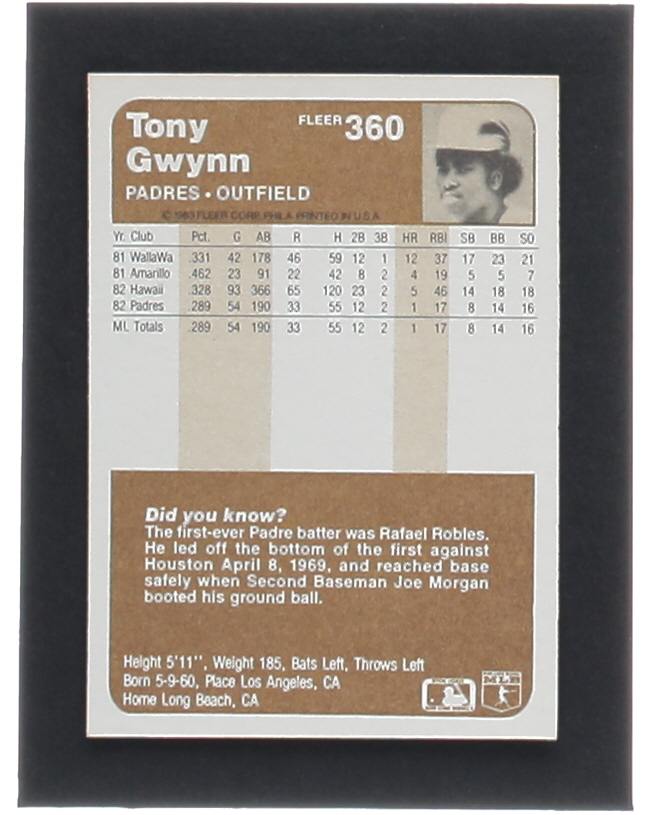 Tony
Gwynn
FLEER 360
PADRES • OUTFIELD
© 1983 FLEER CORP. PHILA. PRINTED IN U.S.A.
Yr. Club Pct. G AB R H 2B 3B HR RBI SB BB SO
81 WallaWa .331 42 178 46 59 12 1 12 37 17 23 21
81 Amarillo .462 23 91 22 42 8 2 4 19 5 5 7
82 Hawaii .328 93 366 65 120 23 2 5 46 14 18 18
82 Padres .289 54 190 33 55 12 2 1 17 8 14 16
ML Totals .289 54 190 33 55 12 2 1 17 8 14 16
Did you know?
The first-ever Padre batter was Rafael Robles.
He led off the bottom of the first against
Houston April 8, 1969, and reached base
safely when Second Baseman Joe Morgan
booted his ground ball.
Height 5'11'', Weight 185, Bats Left, Throws Left
Born 5-9-60, Place Los Angeles, CA
Home Long Beach, CA